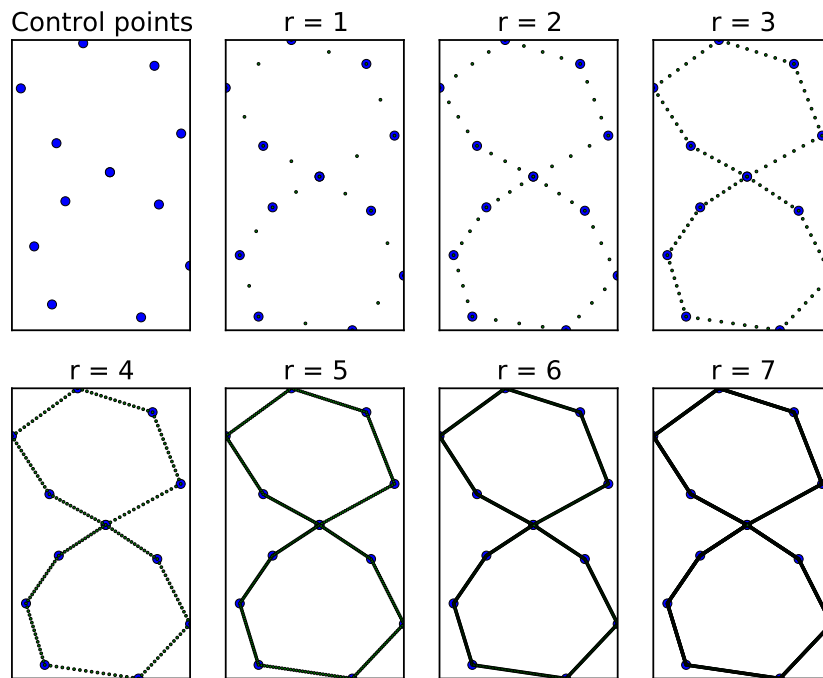 Control points
r = 1
r = 2
r = 3
r = 4
r = 5
r = 6
r = 7